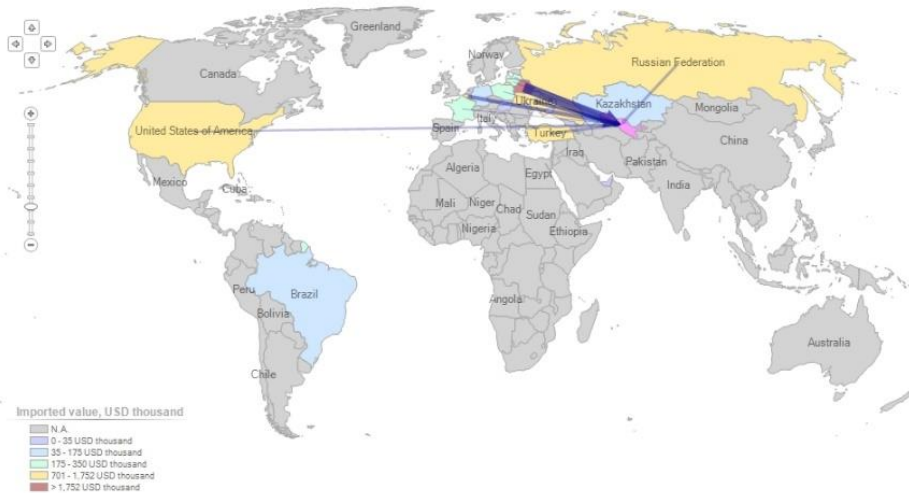 Greenland
Norway
Canada
Russian Federation
Ukraine
Kazakhstan
Mongolia
United States of America
Spain
Ital
Turkey
China
Iraq
Mexico
Cuba
Algeria
Egypt
Pakistan
India
Mali
Niger
Chad
Sudan
Nigeria
Ethiopia
Peru
Brazil
Angola
Bolivia
Australia
Chile
Imported value, USD thousand
N.A.
0 - 35 USD thousand
35 - 175 USD thousand
175 - 350 USD thousand
701 - 1,752 USD thousand
> 1,752 USD thousand